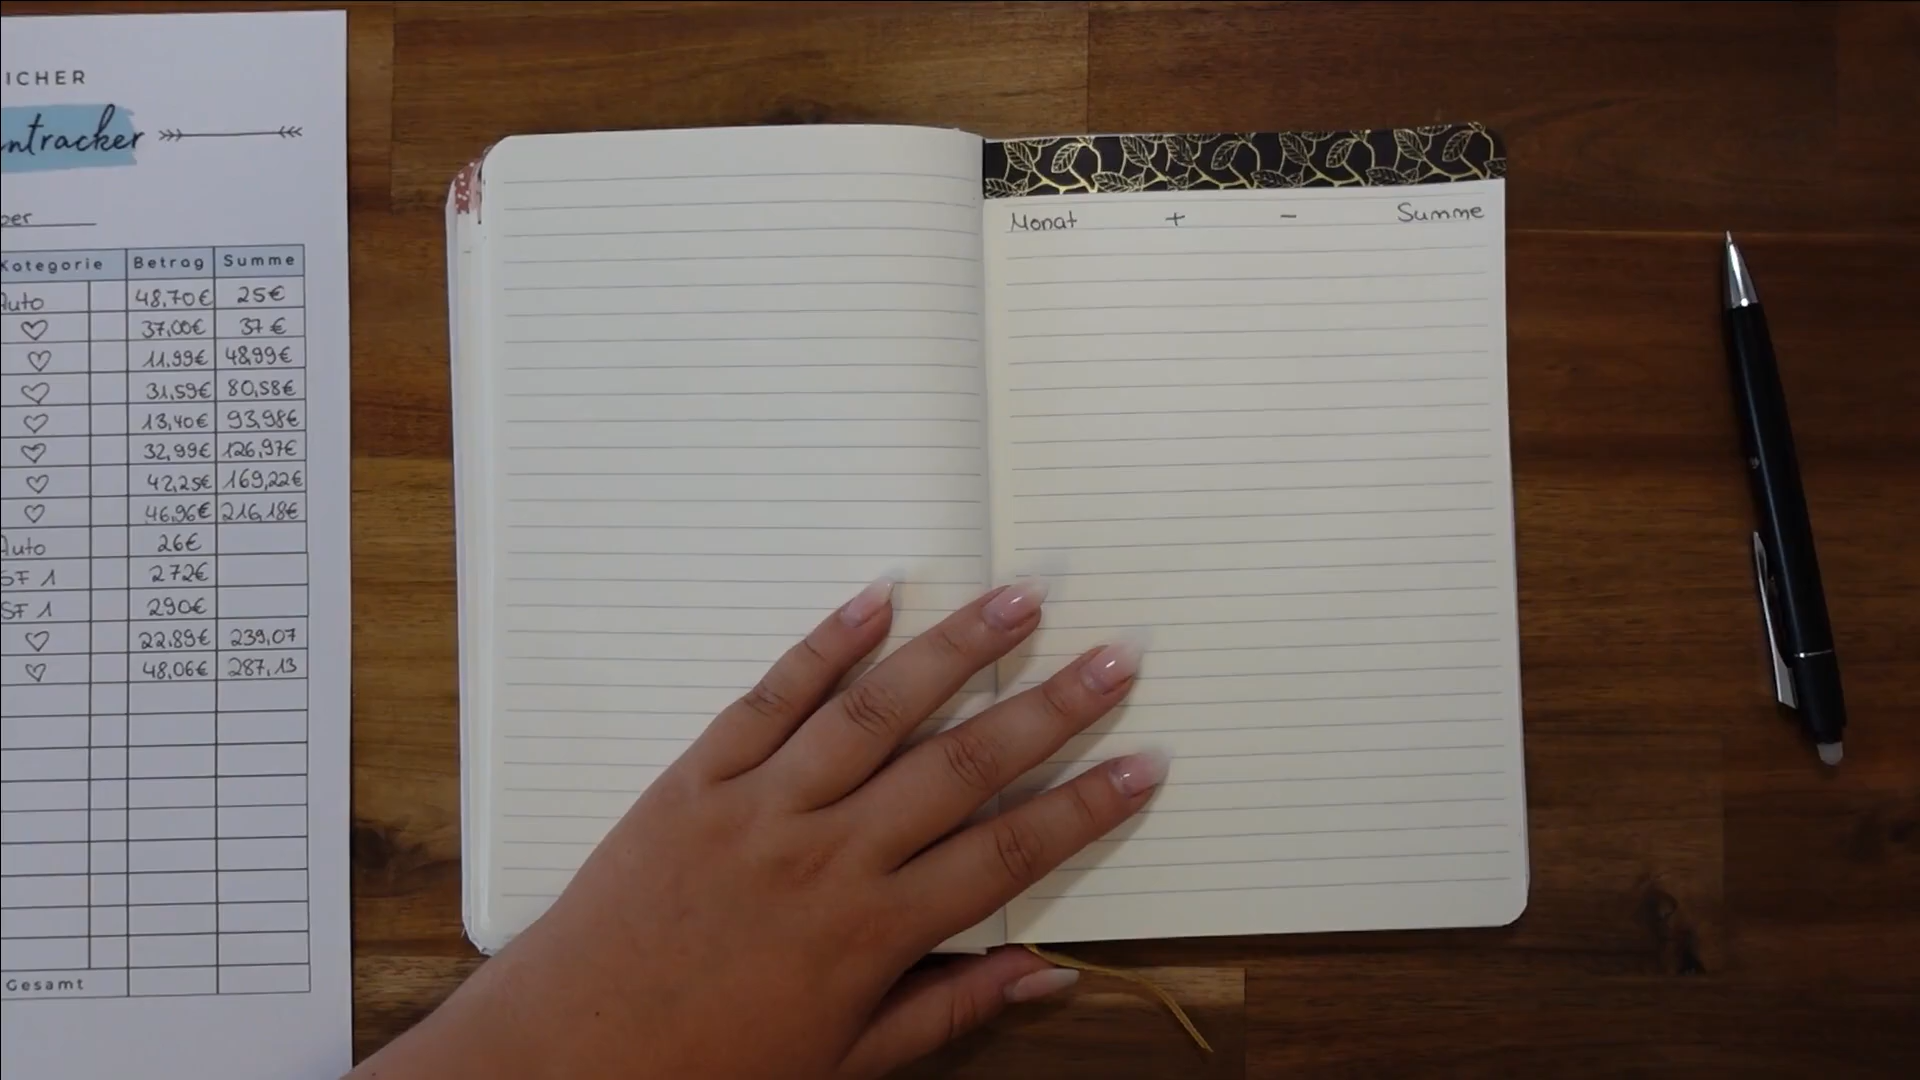 ICHER
ntracker
ber
Kategorie Betrag Summe
Auto 48,70€ 25€
♡ 37,00€ 37€
♡ 11,99€ 48,99€
♡ 31,59€ 80,58€
♡ 13,40€ 93,98€
♡ 32,99€ 126,97€
♡ 42,25€ 169,22€
♡ 46,96€ 216,18€
Auto 26€
SF 1 272€
SF 1 290€
♡ 22,89€ 239,07
♡ 48,06€ 287,13
Gesamt
Monat + − Summe